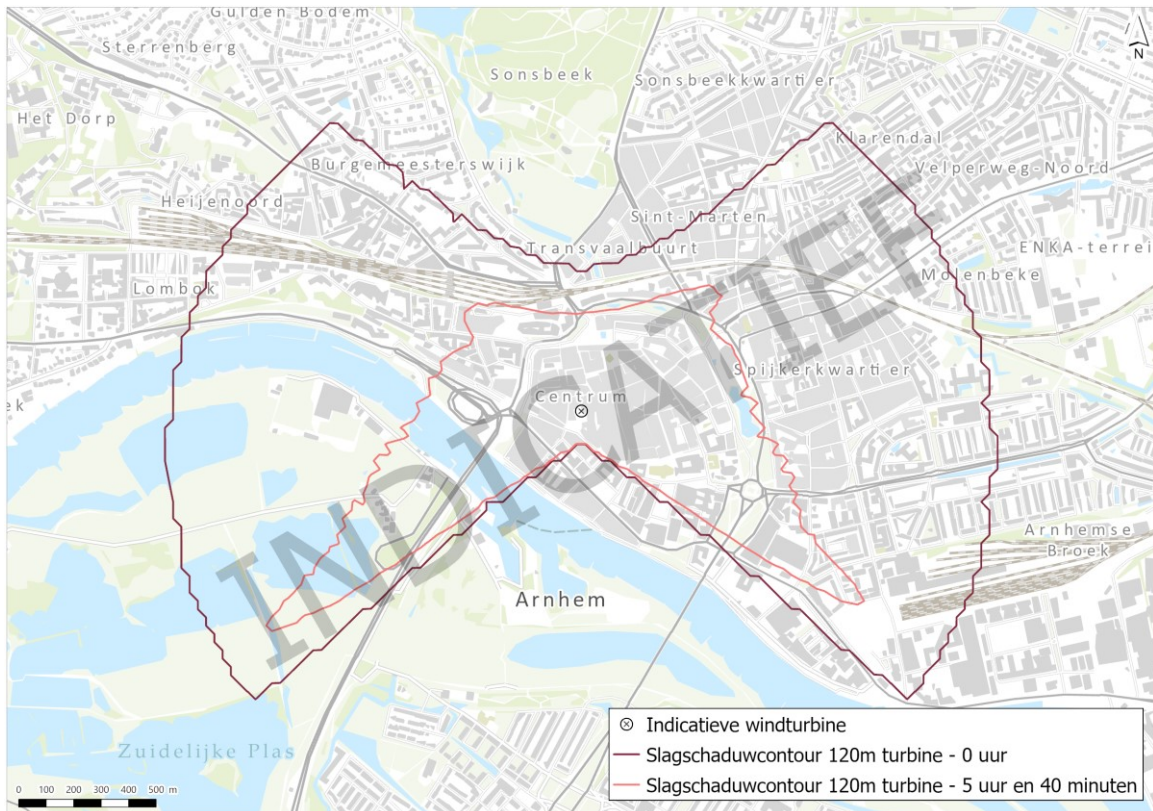 Gulden Bodem
Sterrenberg
Sonsbeek
Sonsbeekkwartier
N
Het Dorp
Klarendal
Burgemeesterswijk
Velperweg-Noord
Heijenoord
Sint-Marten
Transvaalbuurt
ENKA-terrei
Molenbeke
Lombok
Spijkerkwartier
Centrum
ek
INDICATIEF
Arnhemse
Broek
Arnhem
Zuidelijke Plas
Indicatieve windturbine
Slagschaduwcontour 120m turbine - 0 uur
Slagschaduwcontour 120m turbine - 5 uur en 40 minuten
0 100 200 300 400 500 m